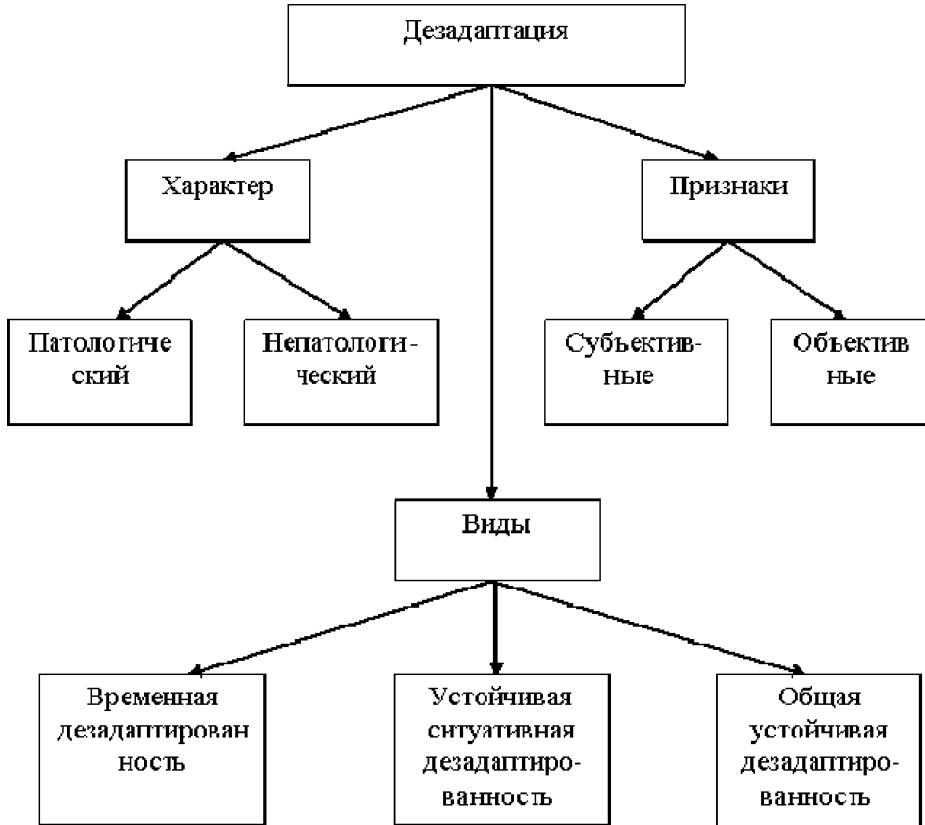 Дезадаптация
Характер
Признаки
Патологиче
ский
Непатологи-
ческий
Субъектив-
ные
Объектив
ные
Виды
Временная
дезадаптирован
ность
Устойчивая
ситуативная
дезадаптиро-
ванность
Общая
устойчивая
дезадаптиро-
ванность